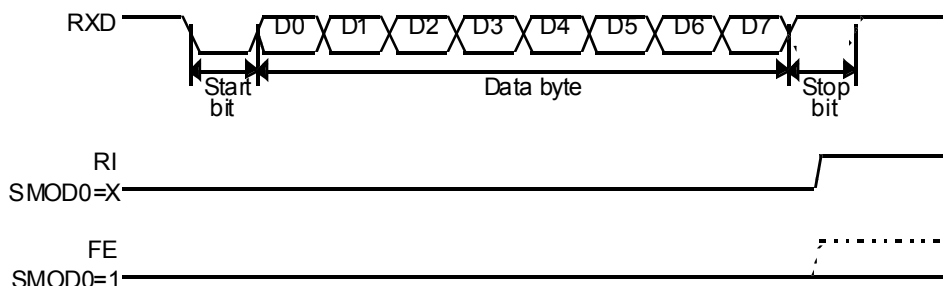 RXD D0 D1 D2 D3 D4 D5 D6 D7
Start bit
Data byte
Stop bit
RI
SMOD0=X
FE
SMOD0=1